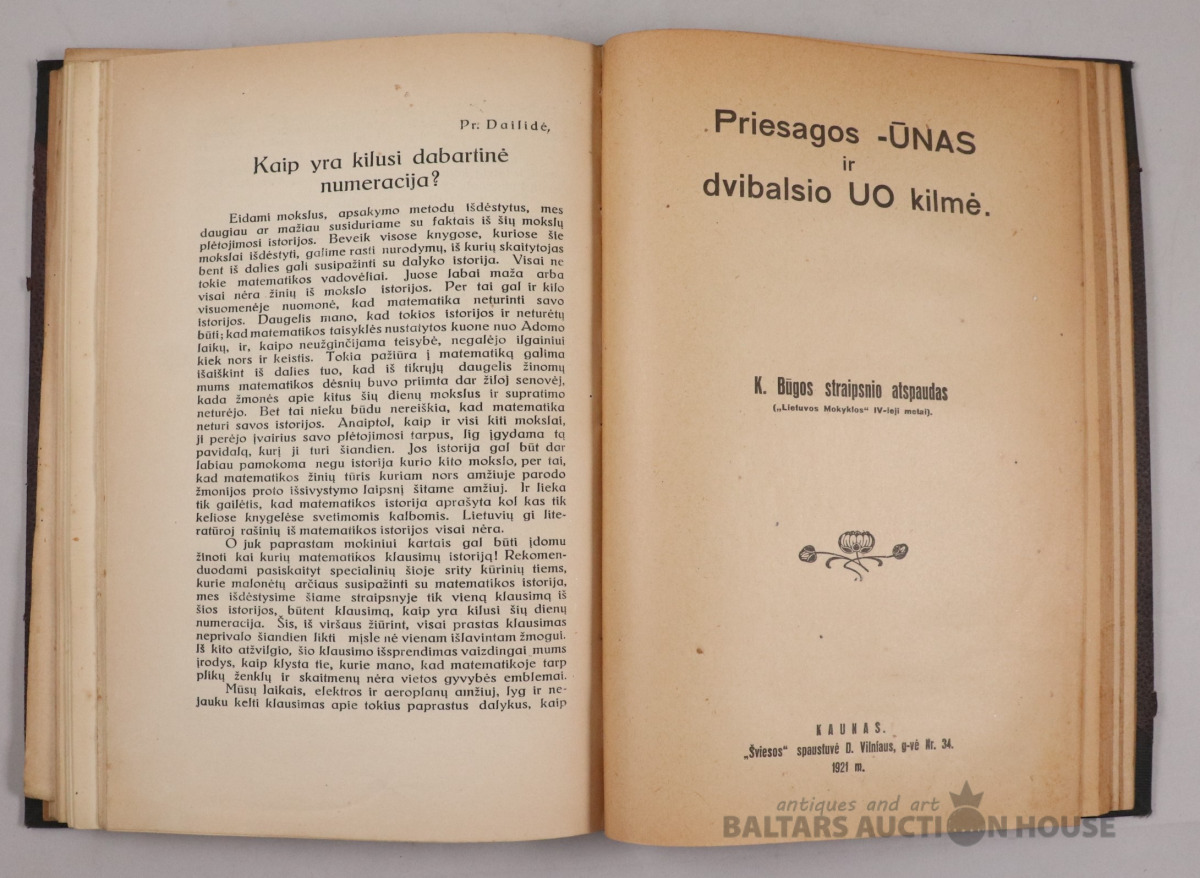 Pr. Dailidė,
Kaip yra kilusi dabartinė
numeracija?
Eidami mokslus, apsakymo metodu išdėstytus, mes
daugiau ar mažiau susiduriame su faktais iš šių mokslų
plėtojimosi istorijos. Beveik visose knygose, kuriose šie
mokslai išdėstyti, galime rasti nurodymų, iš kurių skaitytojas
bent iš dalies gali susipažinti su dalyko istorija. Visai ne
tokie matematikos vadovėliai. Juose labai maža arba
visai nėra žinių iš mokslo istorijos. Per tai gal ir kilo
visuomenėje nuomonė, kad matematika neturinti savo
istorijos. Daugelis mano, kad tokios istorijos ir neturėtų
būti; kad matematikos taisyklės nustatytos kuone nuo Adomo
laikų, ir, kaipo neužginčijama teisybė, negalėjo ilgainiui
kiek nors ir keistis. Tokia pažiūra į matematiką galima
išaiškint iš dalies tuo, kad iš tikrųjų daugelis žinomų
mums matematikos dėsnių buvo priimta dar žiloj senovėj,
kada žmonės apie kitus šių dienų mokslus ir supratimo
neturėjo. Bet tai nieku būdu nereiškia, kad matematika
neturi savos istorijos. Anaiptol, kaip ir visi kiti mokslai,
ji perėjo įvairius savo plėtojimosi tarpus, lig įgydama tą
pavidalą, kurį ji turi šiandien. Jos istorija gal būt dar
labiau pamokoma negu istorija kurio kito mokslo, per tai,
kad matematikos žinių tūris kuriam nors amžiuje parodo
žmonijos proto išsivystymo laipsnį šitame amžiuj. Ir lieka
tik gailėtis, kad matematikos istorija aprašyta kol kas tik
keliose knygelėse svetimomis kalbomis. Lietuvių gi lite-
ratūroj rašinių iš matematikos istorijos visai nėra.
O juk paprastam mokiniui kartais gal būti įdomu
žinoti kai kurių matematikos klausimų istoriją! Rekomen-
duodami pasiskaityt specialinių šioje srity kūrinių tiems,
kurie malonėtų arčiaus susipažinti su matematikos istorija,
mes išdėstysime šiame straipsnyje tik vieną klausimą iš
šios istorijos, būtent klausimą, kaip yra kilusi šių dienų
numeracija. Šis, iš viršaus žiūrint, visai prastas klausimas
neprivalo šiandien likti mįsle nė vienam išlavintam žmogui.
Iš kito atžvilgio, šio klausimo išsprendimas vaizdingai mums
įrodys, kaip klysta tie, kurie mano, kad matematikoje tarp
plikų ženklų ir skaitmenų nėra vietos gyvybės emblemai.
Mūsų laikais, elektros ir aeroplanų amžiuj, lyg ir ne-
jauku kelti klausimas apie tokius paprastus dalykus, kaip
Priesagos -ŪNAS
ir
dvibalsio UO kilmė.
K. Būgos straipsnio atspaudas
(„Lietuvos Mokyklos“ IV-ieji metai).
KAUNAS.
„Šviesos“ spaustuvė D. Vilniaus, g-vė Nr. 34.
1921 m.
antiques and art
BALTARS AUCTION HOUSE